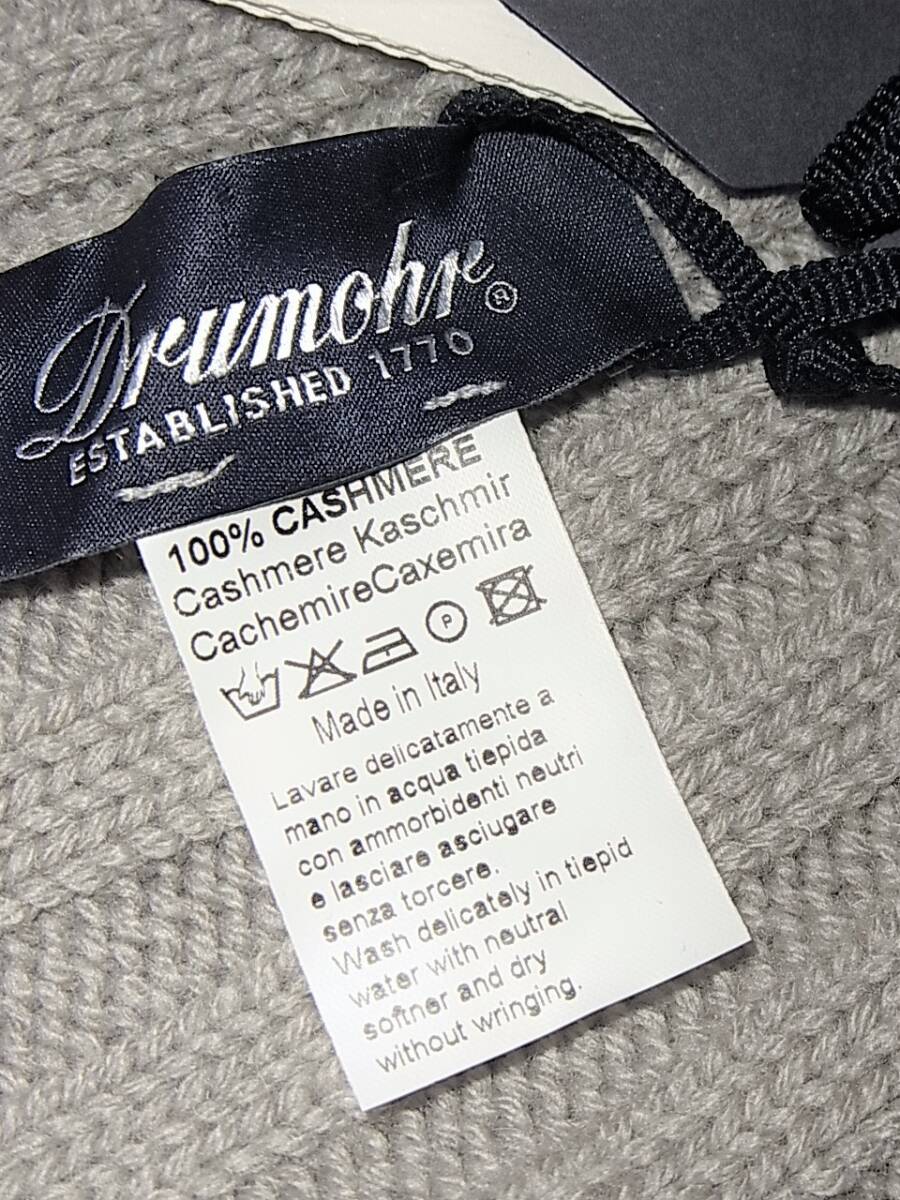 Drumohr®
ESTABLISHED 1770
100% CASHMERE
Cashmere Kaschmir
CachemireCaxemira
P
Made in Italy
Lavare delicatamente a
mano in acqua tiepida
con ammorbidenti neutri
e lasciare asciugare
senza torcere.
Wash delicately in tiepid
water with neutral
softner and dry
without wringing.